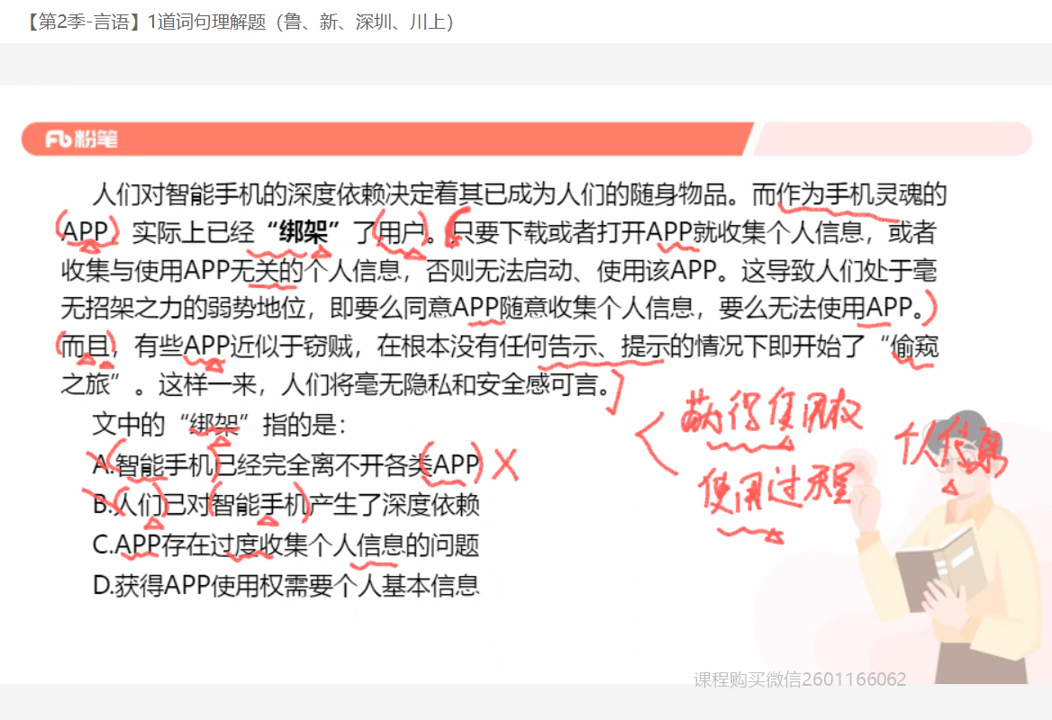 【第2季-言语】1道词句理解题（鲁、新、深圳、川上）
粉笔
人们对智能手机的深度依赖决定着其已成为人们的随身物品。而作为手机灵魂的
APP，实际上已经“绑架”了用户。只要下载或者打开APP就收集个人信息，或者
收集与使用APP无关的个人信息，否则无法启动、使用该APP。这导致人们处于毫
无招架之力的弱势地位，即要么同意APP随意收集个人信息，要么无法使用APP。
而且，有些APP近似于窃贼，在根本没有任何告示、提示的情况下即开始了“偷窥
之旅”。这样一来，人们将毫无隐私和安全感可言。
文中的“绑架”指的是：
A.智能手机已经完全离不开各类APP
B.人们已对智能手机产生了深度依赖
C.APP存在过度收集个人信息的问题
D.获得APP使用权需要个人基本信息
获得使用权
使用过程
个人信息
课程购买微信2601166062